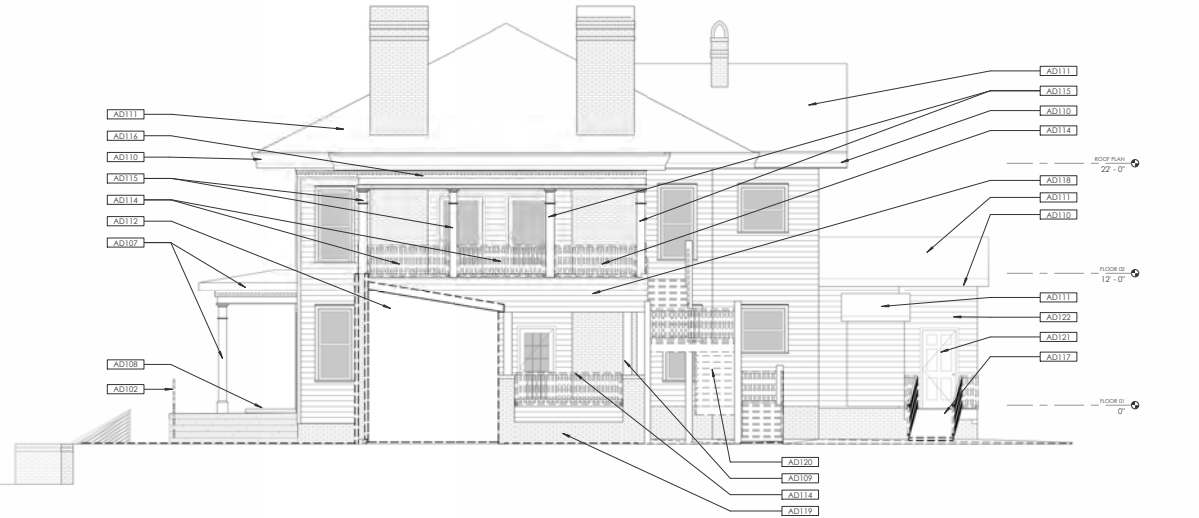 AD111
AD116
AD110
AD115
AD114
AD112
AD107
AD108
AD102
AD111
AD115
AD110
AD114
ROOF PLAN
22' - 0"
AD118
AD111
AD110
FLOOR 02
12' - 0"
AD111
AD122
AD121
AD117
FLOOR 01
0"
AD120
AD109
AD114
AD119